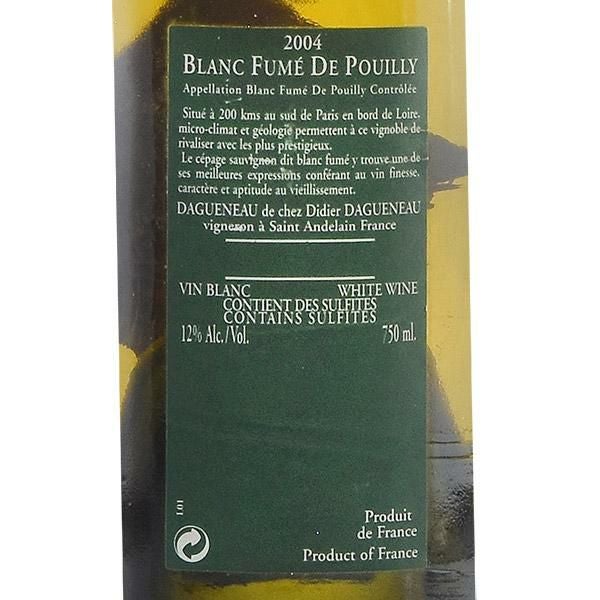 2004
BLANC FUMÉ DE POUILLY
Appellation Blanc Fumé De Pouilly Contrôlée
Situé à 200 kms au sud de Paris en bord de Loire,
micro-climat et géologie permettent à ce vignoble de
rivaliser avec les plus prestigieux.
Le cépage sauvignon dit blanc fumé y trouve une de
ses meilleures expressions conférant au vin finesse,
caractère et aptitude au vieillissement.
DAGUENEAU de chez Didier DAGUENEAU
vigneron à Saint Andelain France
VIN BLANC WHITE WINE
CONTIENT DES SULFITES
CONTAINS SULFITES
12% Alc./Vol. 750 ml.
L01
Produit
de France
Product of France